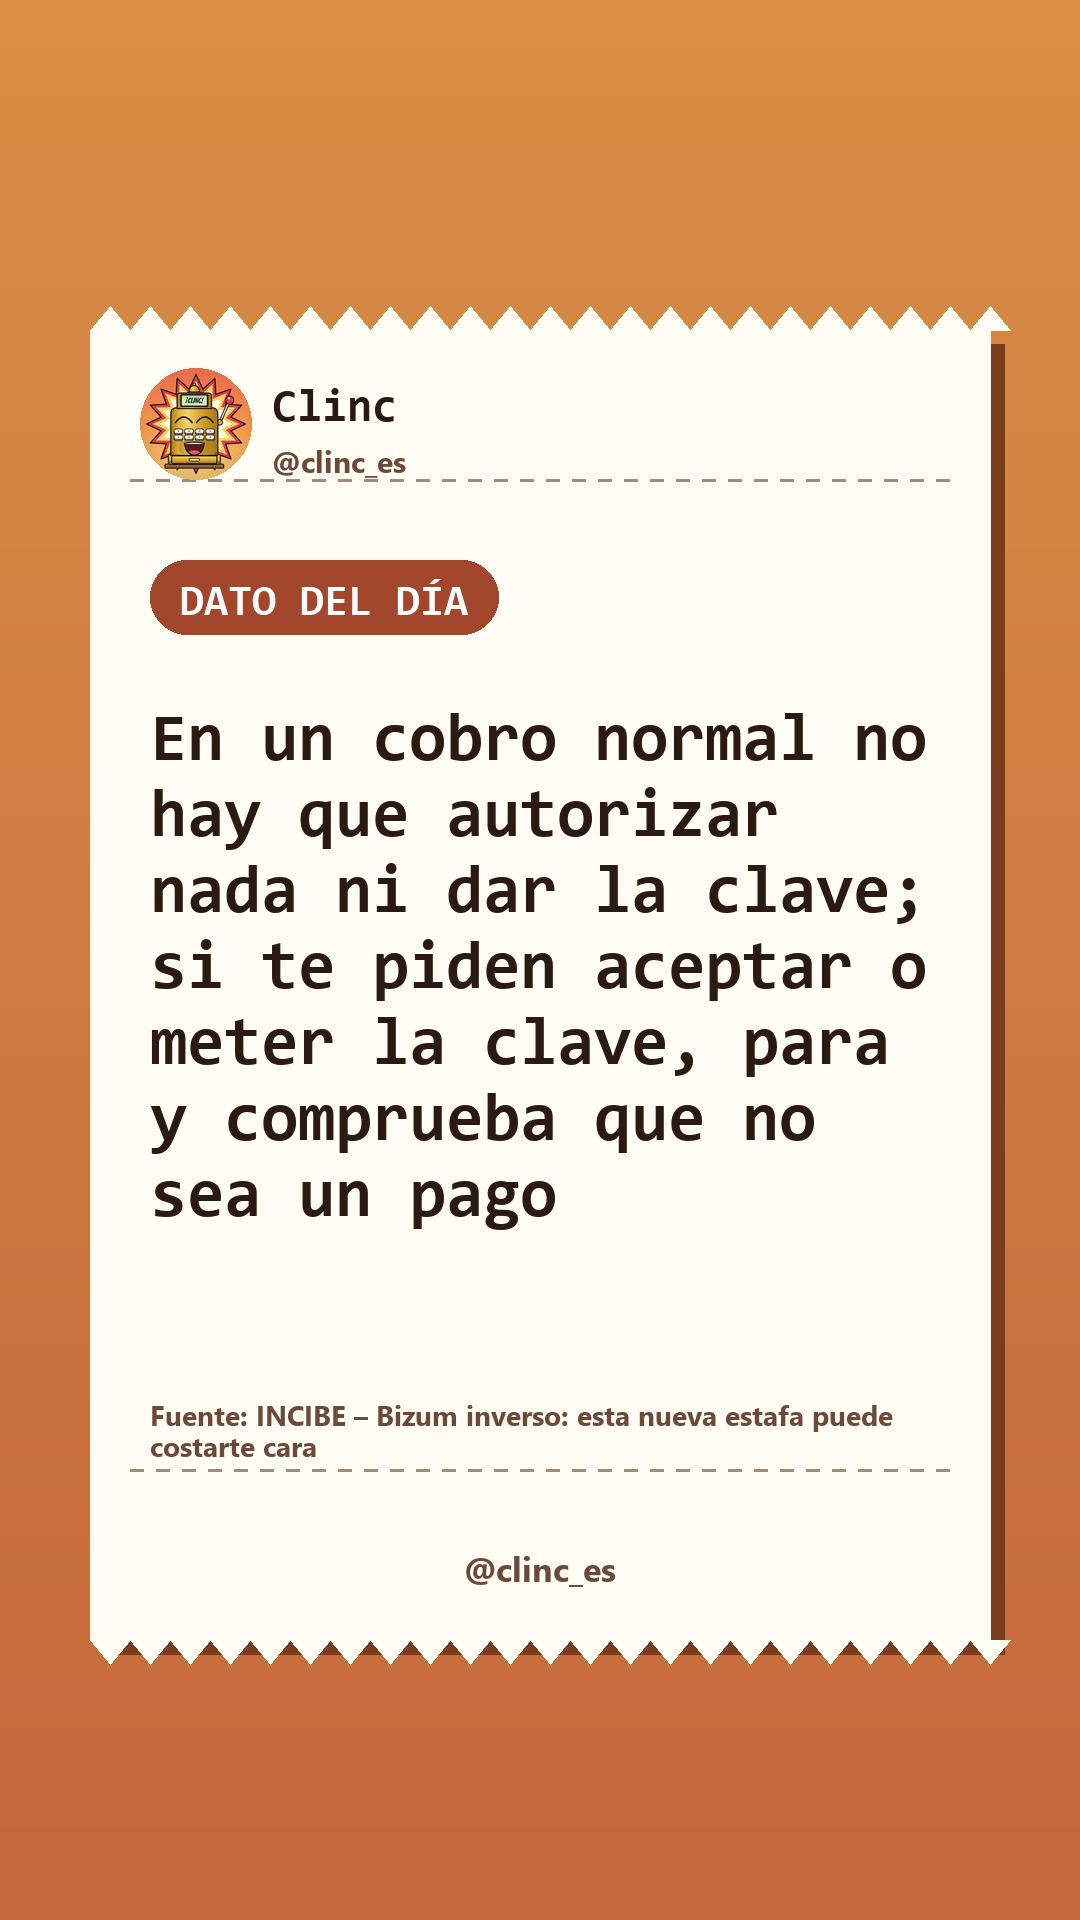 ¡CLINC!
Clinc
@clinc_es
DATO DEL DÍA
En un cobro normal no
hay que autorizar
nada ni dar la clave;
si te piden aceptar o
meter la clave, para
y comprueba que no
sea un pago
Fuente: INCIBE – Bizum inverso: esta nueva estafa puede
costarte cara
@clinc_es